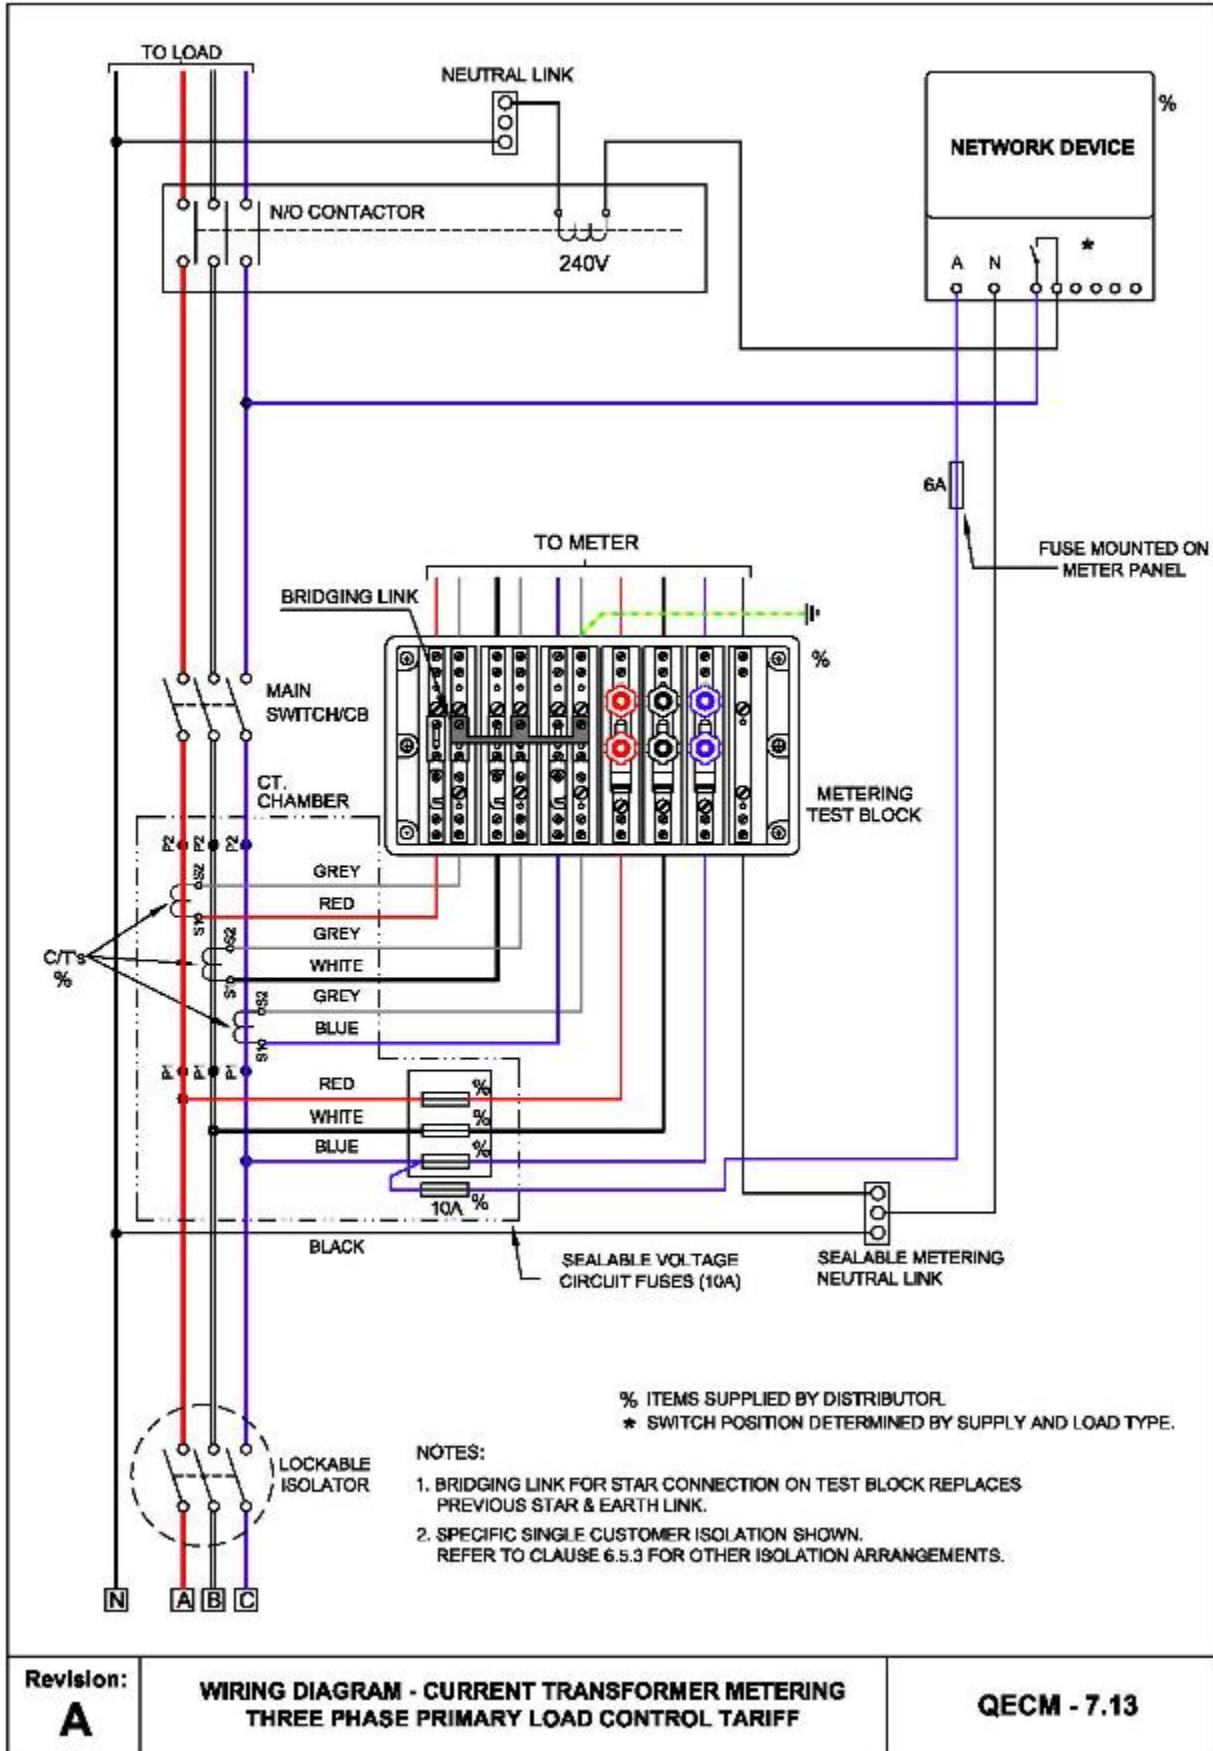 TO LOAD
NEUTRAL LINK
%
NETWORK DEVICE
N/O CONTACTOR
240V
A N *
6A
FUSE MOUNTED ON
METER PANEL
TO METER
BRIDGING LINK
%
MAIN
SWITCH/CB
CT.
CHAMBER
METERING
TEST BLOCK
P2 P2 P2
S2
GREY
RED
S1
S2
GREY
WHITE
S1
C/T's
%
S2
GREY
BLUE
S1
P1 P1 P1
RED
%
WHITE
%
BLUE
%
10A %
BLACK
SEALABLE VOLTAGE
CIRCUIT FUSES (10A)
SEALABLE METERING
NEUTRAL LINK
% ITEMS SUPPLIED BY DISTRIBUTOR.
* SWITCH POSITION DETERMINED BY SUPPLY AND LOAD TYPE.
LOCKABLE
ISOLATOR
NOTES:
1. BRIDGING LINK FOR STAR CONNECTION ON TEST BLOCK REPLACES
PREVIOUS STAR & EARTH LINK.
2. SPECIFIC SINGLE CUSTOMER ISOLATION SHOWN.
REFER TO CLAUSE 6.5.3 FOR OTHER ISOLATION ARRANGEMENTS.
N A B C
Revision:
A
WIRING DIAGRAM - CURRENT TRANSFORMER METERING
THREE PHASE PRIMARY LOAD CONTROL TARIFF
QECM - 7.13